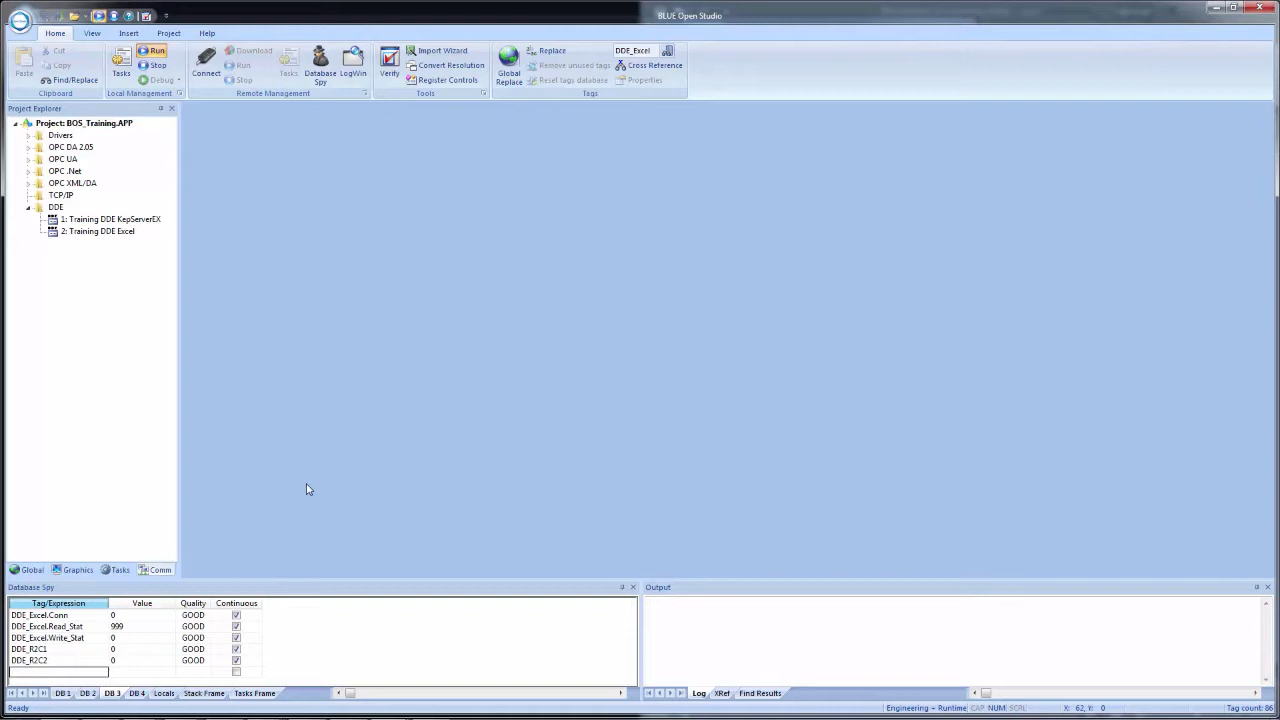 BLUE Open Studio
Home View Insert Project Help
Paste
Cut
Copy
Find/Replace
Clipboard
Tasks
Run
Stop
Debug
Local Management
Connect
Download
Run
Stop
Tasks
Database Spy
LogWin
Remote Management
Verify
Import Wizard
Convert Resolution
Register Controls
Tools
Global Replace
Replace
Remove unused tags
Reset tags database
DDE_Excel
Cross Reference
Properties
Tags
Project Explorer
Project: BOS_Training.APP
Drivers
OPC DA 2.05
OPC UA
OPC .Net
OPC XML/DA
TCP/IP
DDE
1: Training DDE KepServerEX
2: Training DDE Excel
Global Graphics Tasks Comm
Database Spy
Tag/Expression Value Quality Continuous
DDE_Excel.Conn 0 GOOD
DDE_Excel.Read_Stat 999 GOOD
DDE_Excel.Write_Stat 0 GOOD
DDE_R2C1 0 GOOD
DDE_R2C2 0 GOOD
DB 1 DB 2 DB 3 DB 4 Locals Stack Frame Tasks Frame
Output
Log XRef Find Results
Ready
Engineering + Runtime CAP NUM SCRL X: 62, Y: 0 Tag count: 86